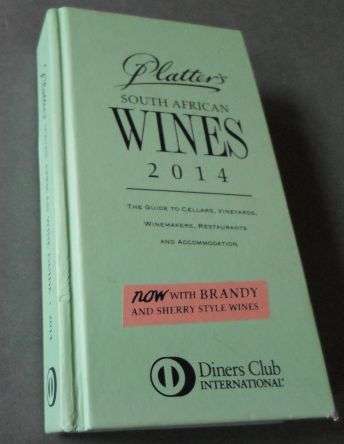 Platter's
SOUTH AFRICAN
WINES
2014
THE GUIDE TO CELLARS, VINEYARDS,
WINEMAKERS, RESTAURANTS
AND ACCOMMODATION
now WITH BRANDY
AND SHERRY STYLE WINES
Diners Club
INTERNATIONAL®